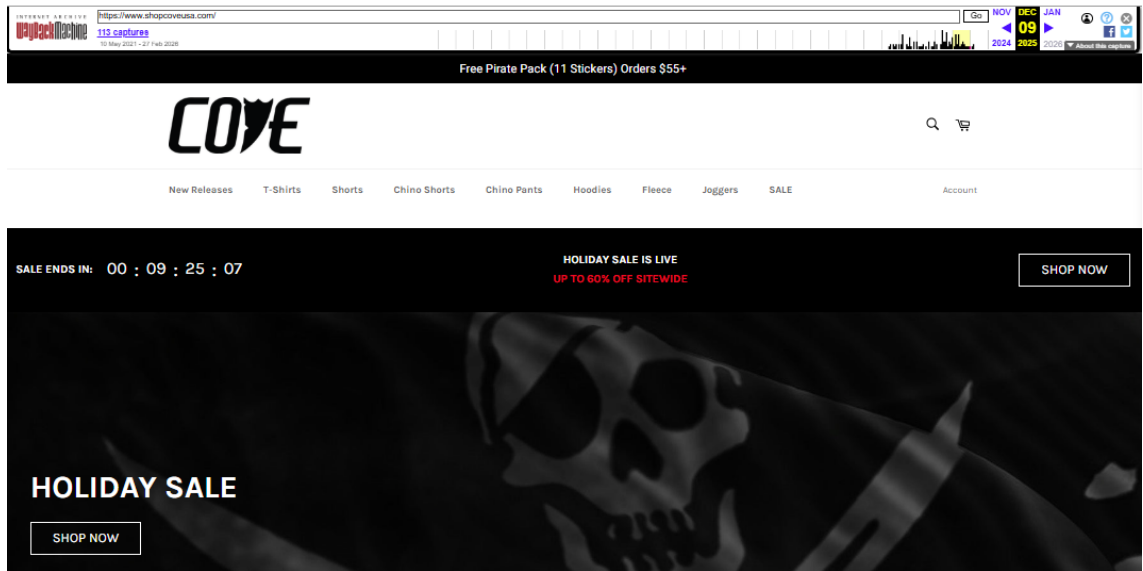 INTERNET ARCHIVE
WayBackMachine
https://www.shopcoveusa.com/
Go
113 captures
10 May 2021 - 27 Feb 2026
NOV DEC JAN
09
2024 2025 2026
About this capture
Free Pirate Pack (11 Stickers) Orders $55+
COVE
New Releases T-Shirts Shorts Chino Shorts Chino Pants Hoodies Fleece Joggers SALE Account
SALE ENDS IN: 00 : 09 : 25 : 07
HOLIDAY SALE IS LIVE
UP TO 60% OFF SITEWIDE
SHOP NOW
HOLIDAY SALE
SHOP NOW